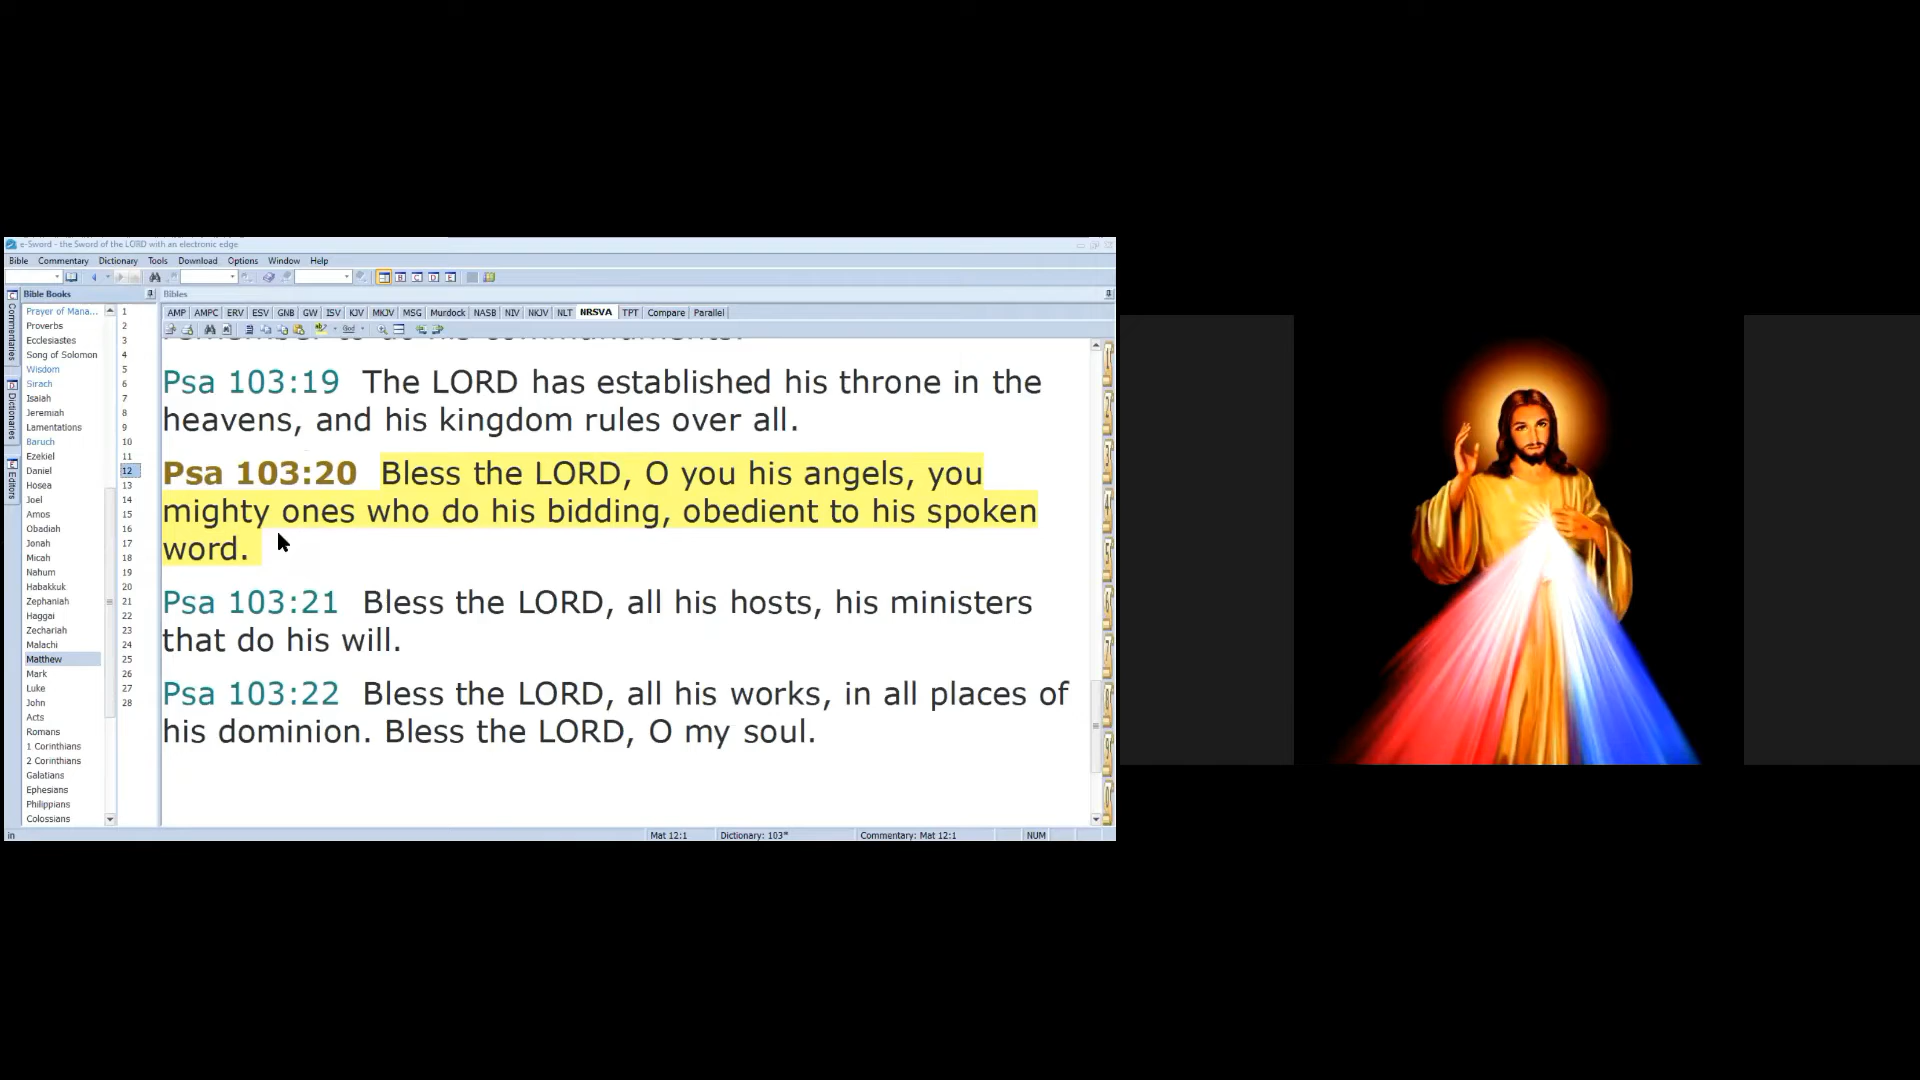 e-Sword - the Sword of the LORD with an electronic edge
Bible Commentary Dictionary Tools Download Options Window Help
Bible Books
Bibles
Commentaries
Dictionaries
Editors
Prayer of Mana...
Proverbs
Ecclesiastes
Song of Solomon
Wisdom
Sirach
Isaiah
Jeremiah
Lamentations
Baruch
Ezekiel
Daniel
Hosea
Joel
Amos
Obadiah
Jonah
Micah
Nahum
Habakkuk
Zephaniah
Haggai
Zechariah
Malachi
Matthew
Mark
Luke
John
Acts
Romans
1 Corinthians
2 Corinthians
Galatians
Ephesians
Philippians
Colossians
1
2
3
4
5
6
7
8
9
10
11
12
13
14
15
16
17
18
19
20
21
22
23
24
25
26
27
28
AMP AMPC ERV ESV GNB GW ISV KJV MKJV MSG Murdock NASB NIV NKJV NLT NRSVA TPT Compare Parallel
remember to do his commandments.
Psa 103:19 The LORD has established his throne in the
heavens, and his kingdom rules over all.
Psa 103:20 Bless the LORD, O you his angels, you
mighty ones who do his bidding, obedient to his spoken
word.
Psa 103:21 Bless the LORD, all his hosts, his ministers
that do his will.
Psa 103:22 Bless the LORD, all his works, in all places of
his dominion. Bless the LORD, O my soul.
in
Mat 12:1
Dictionary: 103*
Commentary: Mat 12:1
NUM